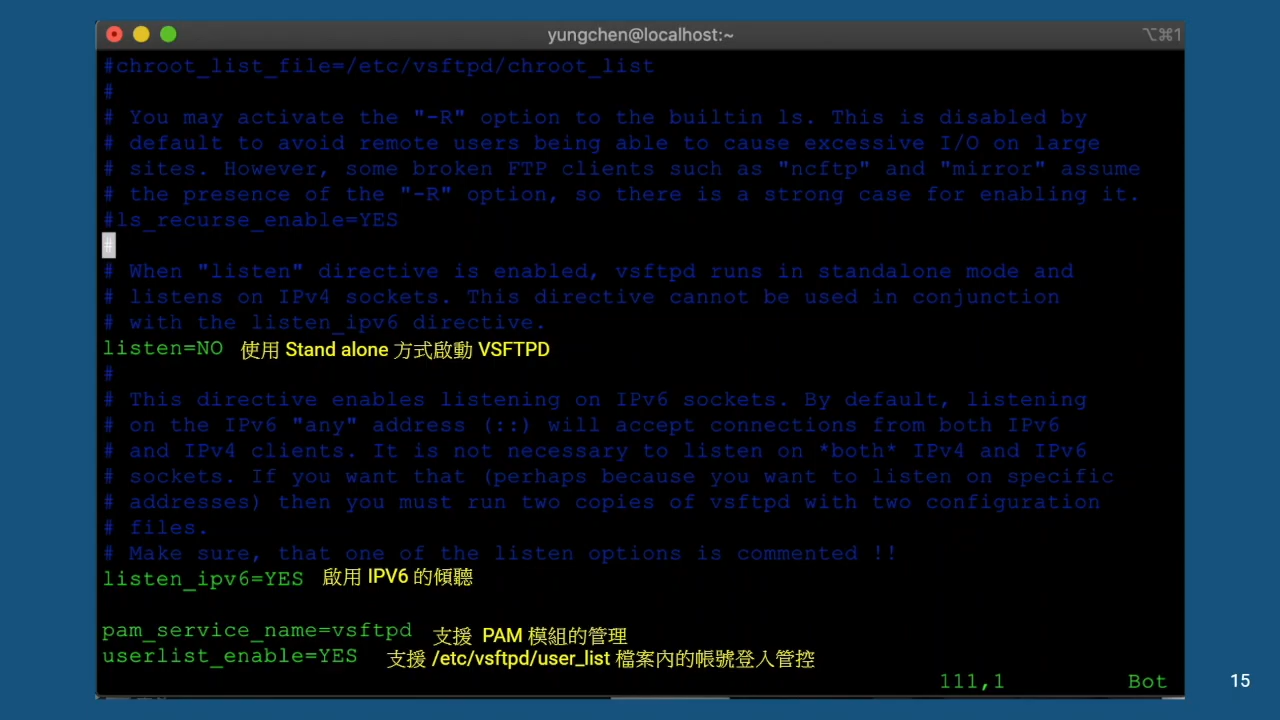 yungchen@localhost:~
⌥⌘1
#chroot_list_file=/etc/vsftpd/chroot_list
#
# You may activate the "-R" option to the builtin ls. This is disabled by
# default to avoid remote users being able to cause excessive I/O on large
# sites. However, some broken FTP clients such as "ncftp" and "mirror" assume
# the presence of the "-R" option, so there is a strong case for enabling it.
#ls_recurse_enable=YES
#
# When "listen" directive is enabled, vsftpd runs in standalone mode and
# listens on IPv4 sockets. This directive cannot be used in conjunction
# with the listen_ipv6 directive.
listen=NO 使用 Stand alone 方式啟動 VSFTPD
#
# This directive enables listening on IPv6 sockets. By default, listening
# on the IPv6 "any" address (::) will accept connections from both IPv6
# and IPv4 clients. It is not necessary to listen on *both* IPv4 and IPv6
# sockets. If you want that (perhaps because you want to listen on specific
# addresses) then you must run two copies of vsftpd with two configuration
# files.
# Make sure, that one of the listen options is commented !!
listen_ipv6=YES 啟用 IPV6 的傾聽
pam_service_name=vsftpd 支援 PAM 模組的管理
userlist_enable=YES 支援 /etc/vsftpd/user_list 檔案內的帳號登入管控
111,1 Bot
15